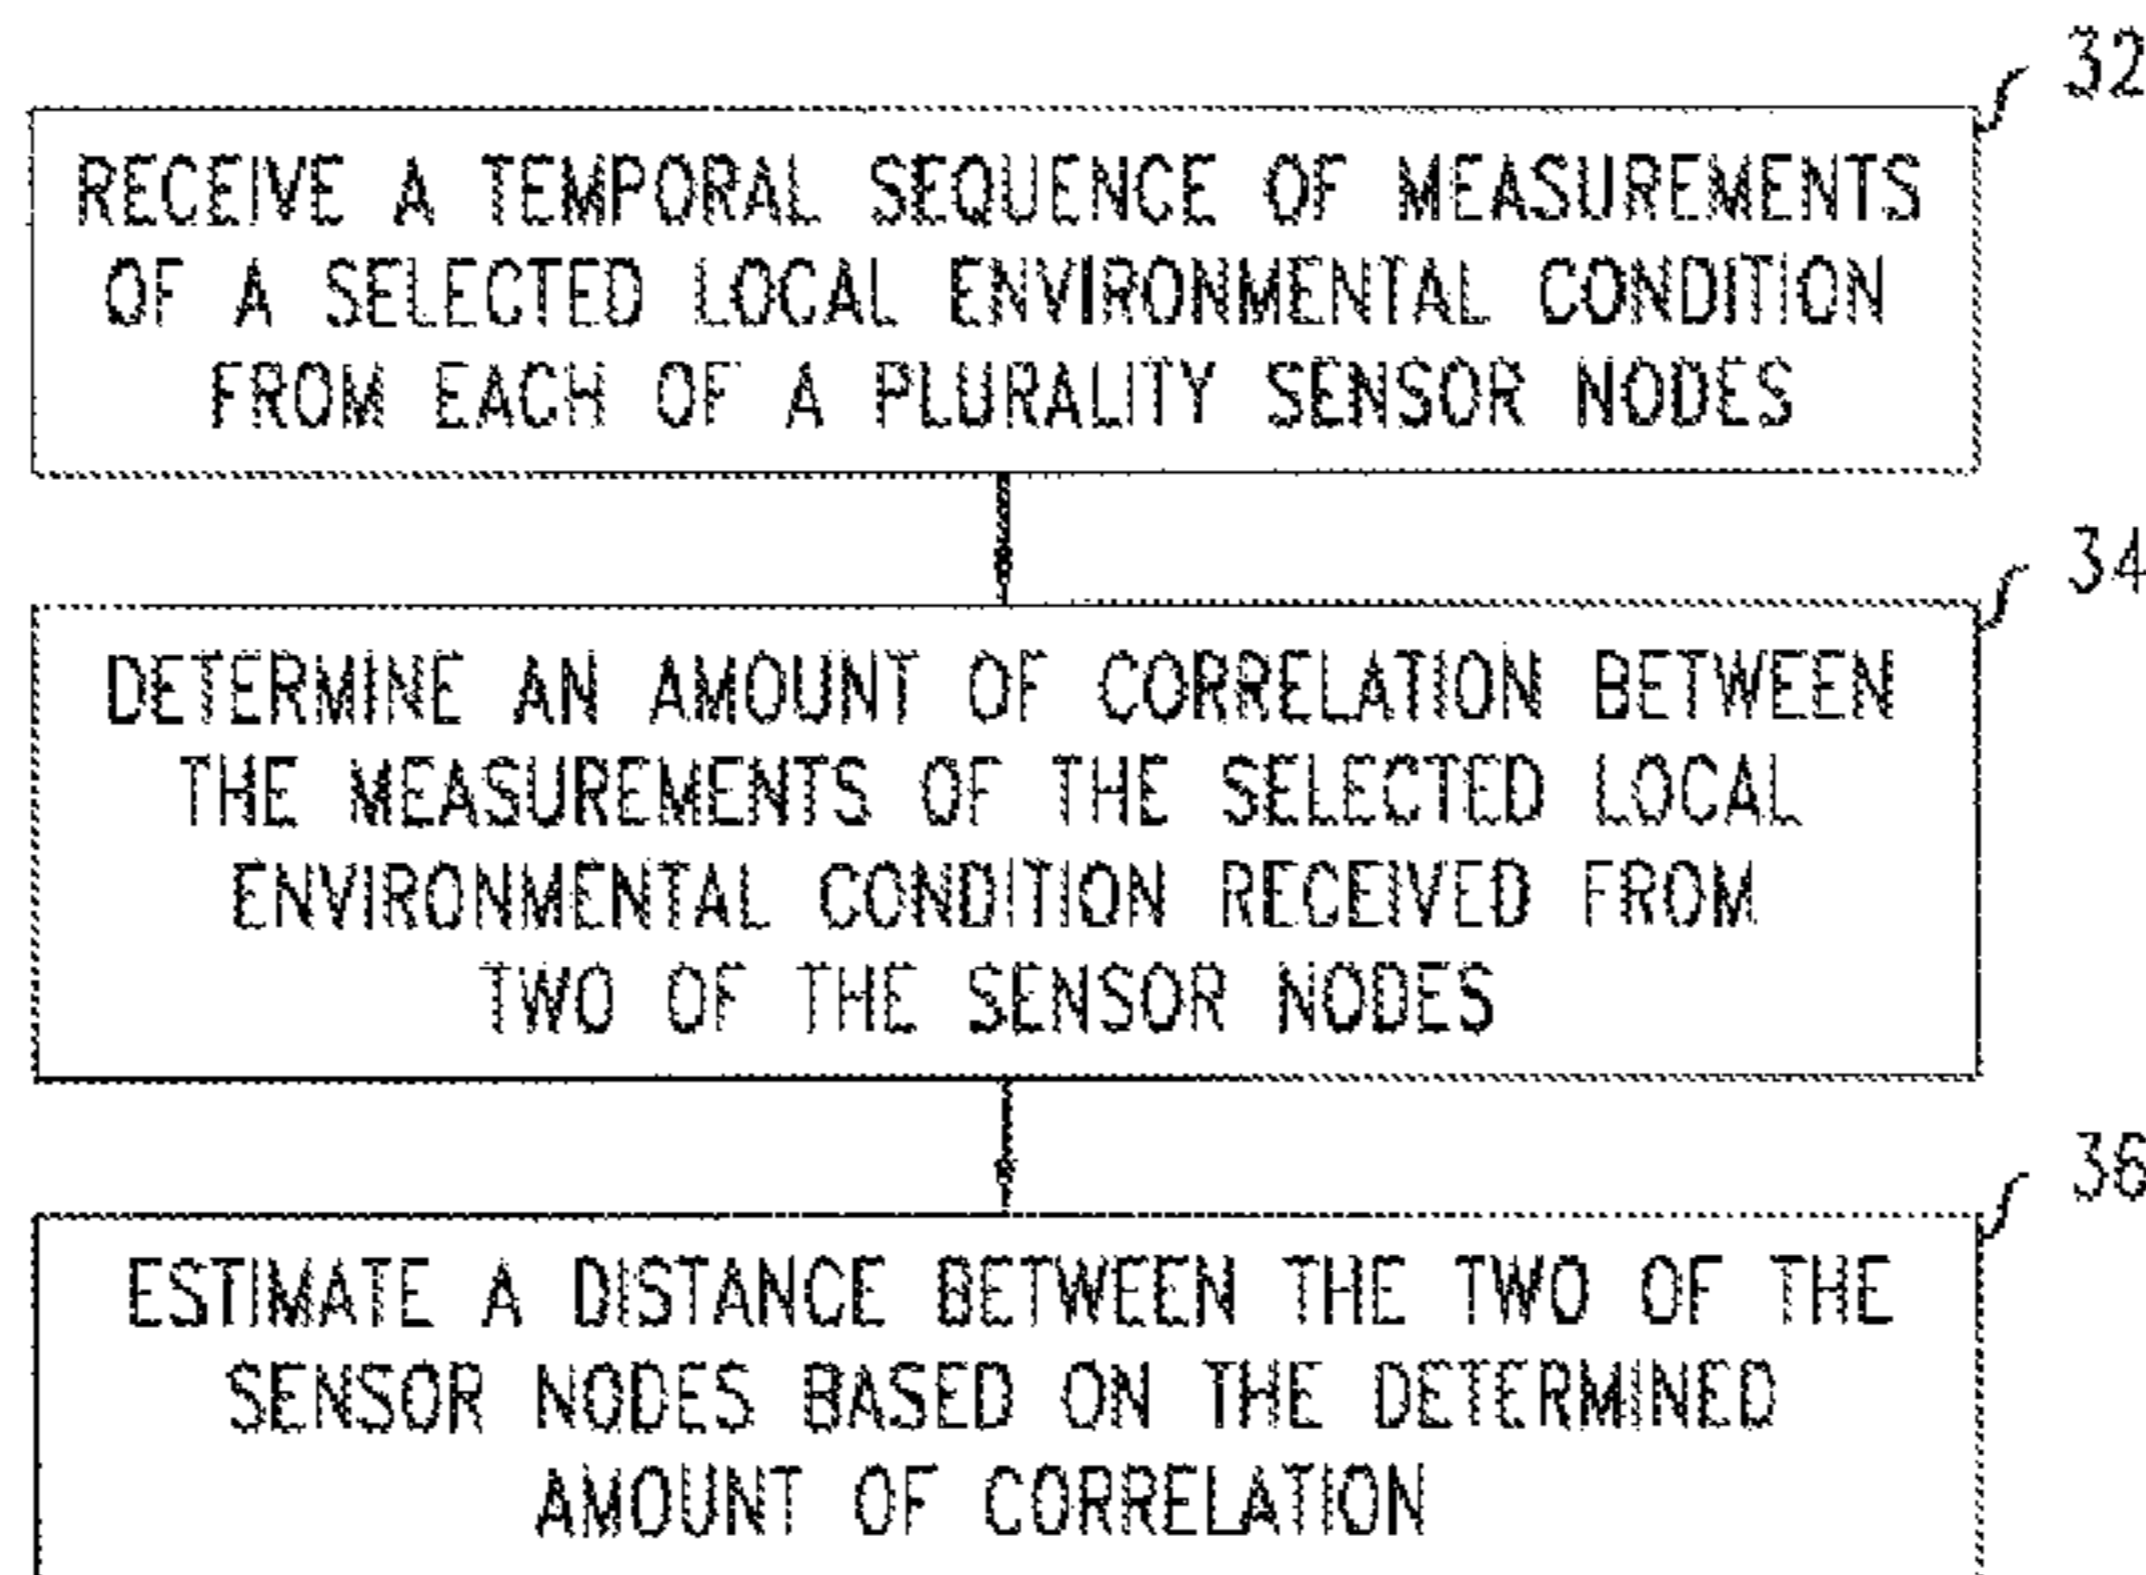 32
RECEIVE A TEMPORAL SEQUENCE OF MEASUREMENTS
OF A SELECTED LOCAL ENVIRONMENTAL CONDITION
FROM EACH OF A PLURALITY SENSOR NODES
34
DETERMINE AN AMOUNT OF CORRELATION BETWEEN
THE MEASUREMENTS OF THE SELECTED LOCAL
ENVIRONMENTAL CONDITION RECEIVED FROM
TWO OF THE SENSOR NODES
36
ESTIMATE A DISTANCE BETWEEN THE TWO OF THE
SENSOR NODES BASED ON THE DETERMINED
AMOUNT OF CORRELATION